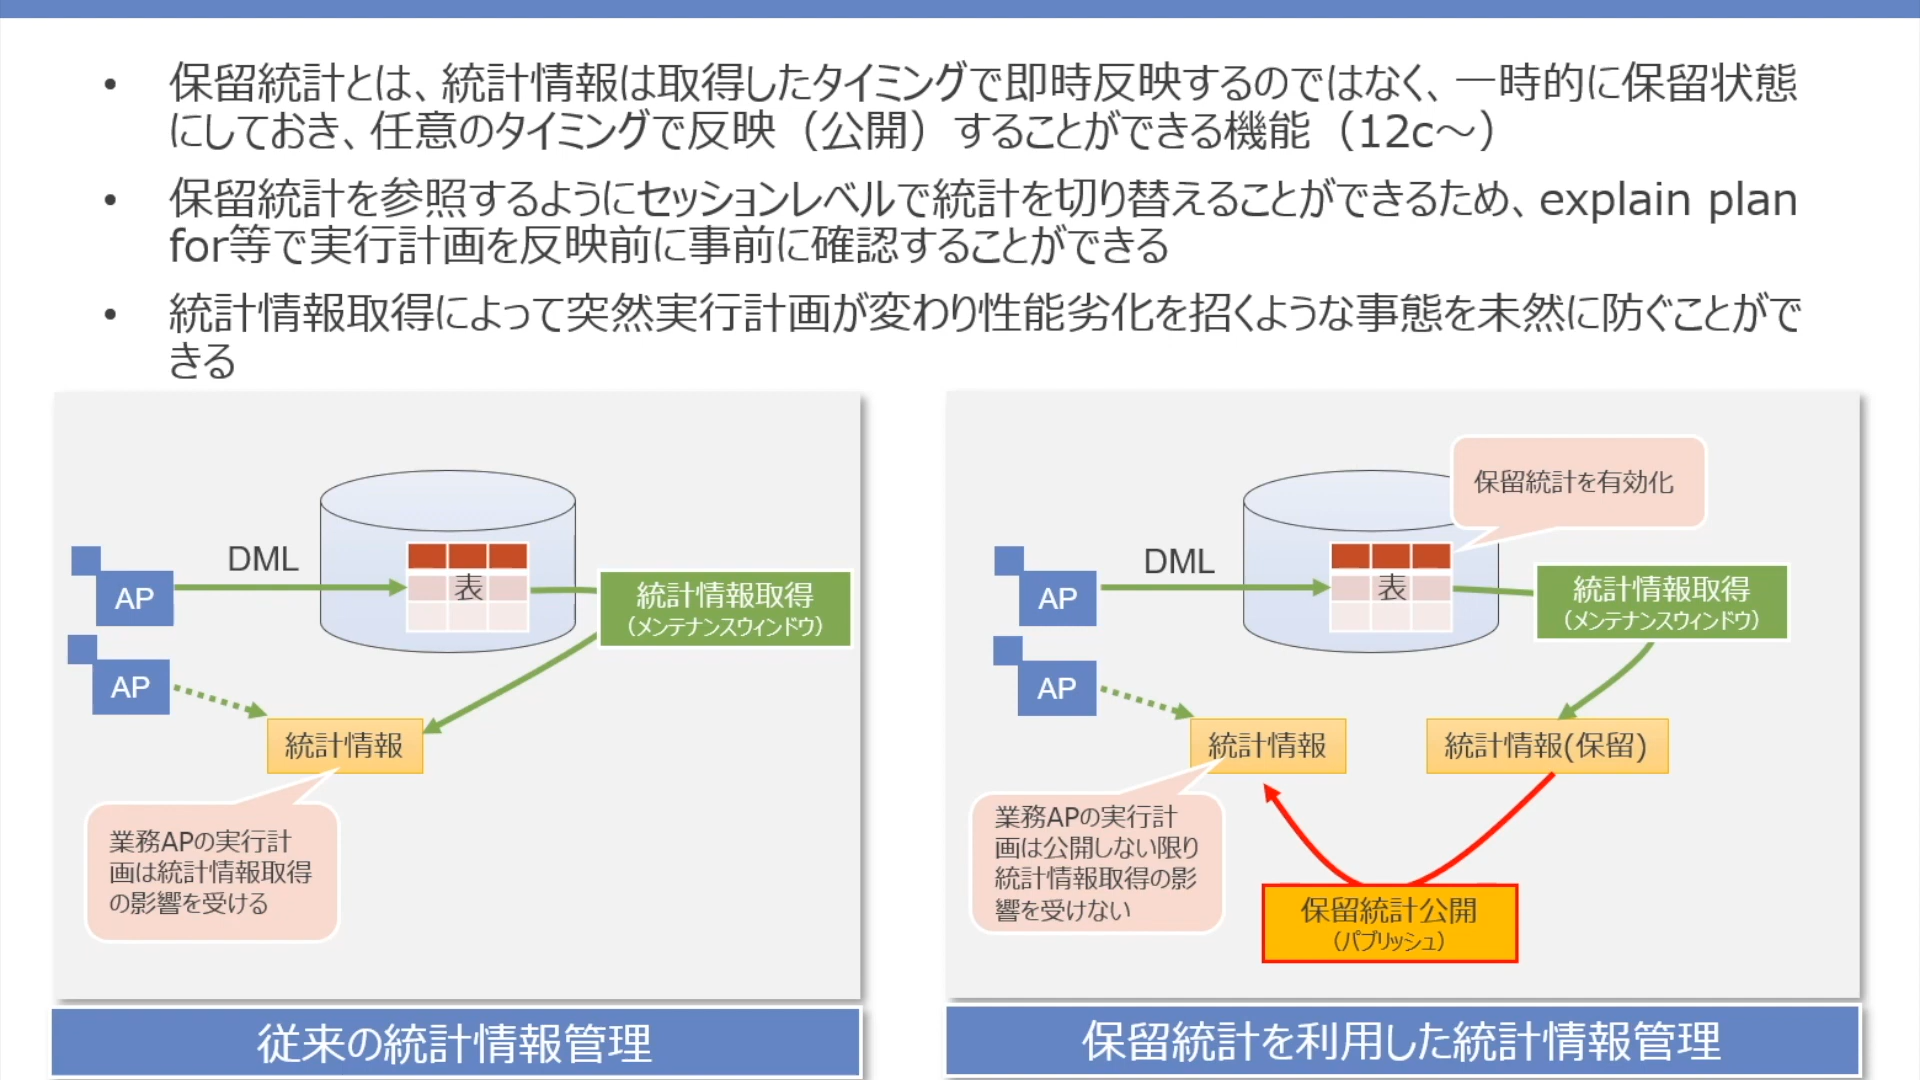 • 保留統計とは、統計情報は取得したタイミングで即時反映するのではなく、一時的に保留状態
にしておき、任意のタイミングで反映（公開）することができる機能（12c～）
• 保留統計を参照するようにセッションレベルで統計を切り替えることができるため、explain plan
for等で実行計画を反映前に事前に確認することができる
• 統計情報取得によって突然実行計画が変わり性能劣化を招くような事態を未然に防ぐことがで
きる
DML
AP
表
統計情報取得
（メンテナンスウィンドウ）
AP
統計情報
業務APの実行計
画は統計情報取得
の影響を受ける
従来の統計情報管理
保留統計を有効化
DML
AP
表
統計情報取得
（メンテナンスウィンドウ）
AP
統計情報
統計情報(保留)
業務APの実行計
画は公開しない限り
統計情報取得の影
響を受けない
保留統計公開
（パブリッシュ）
保留統計を利用した統計情報管理